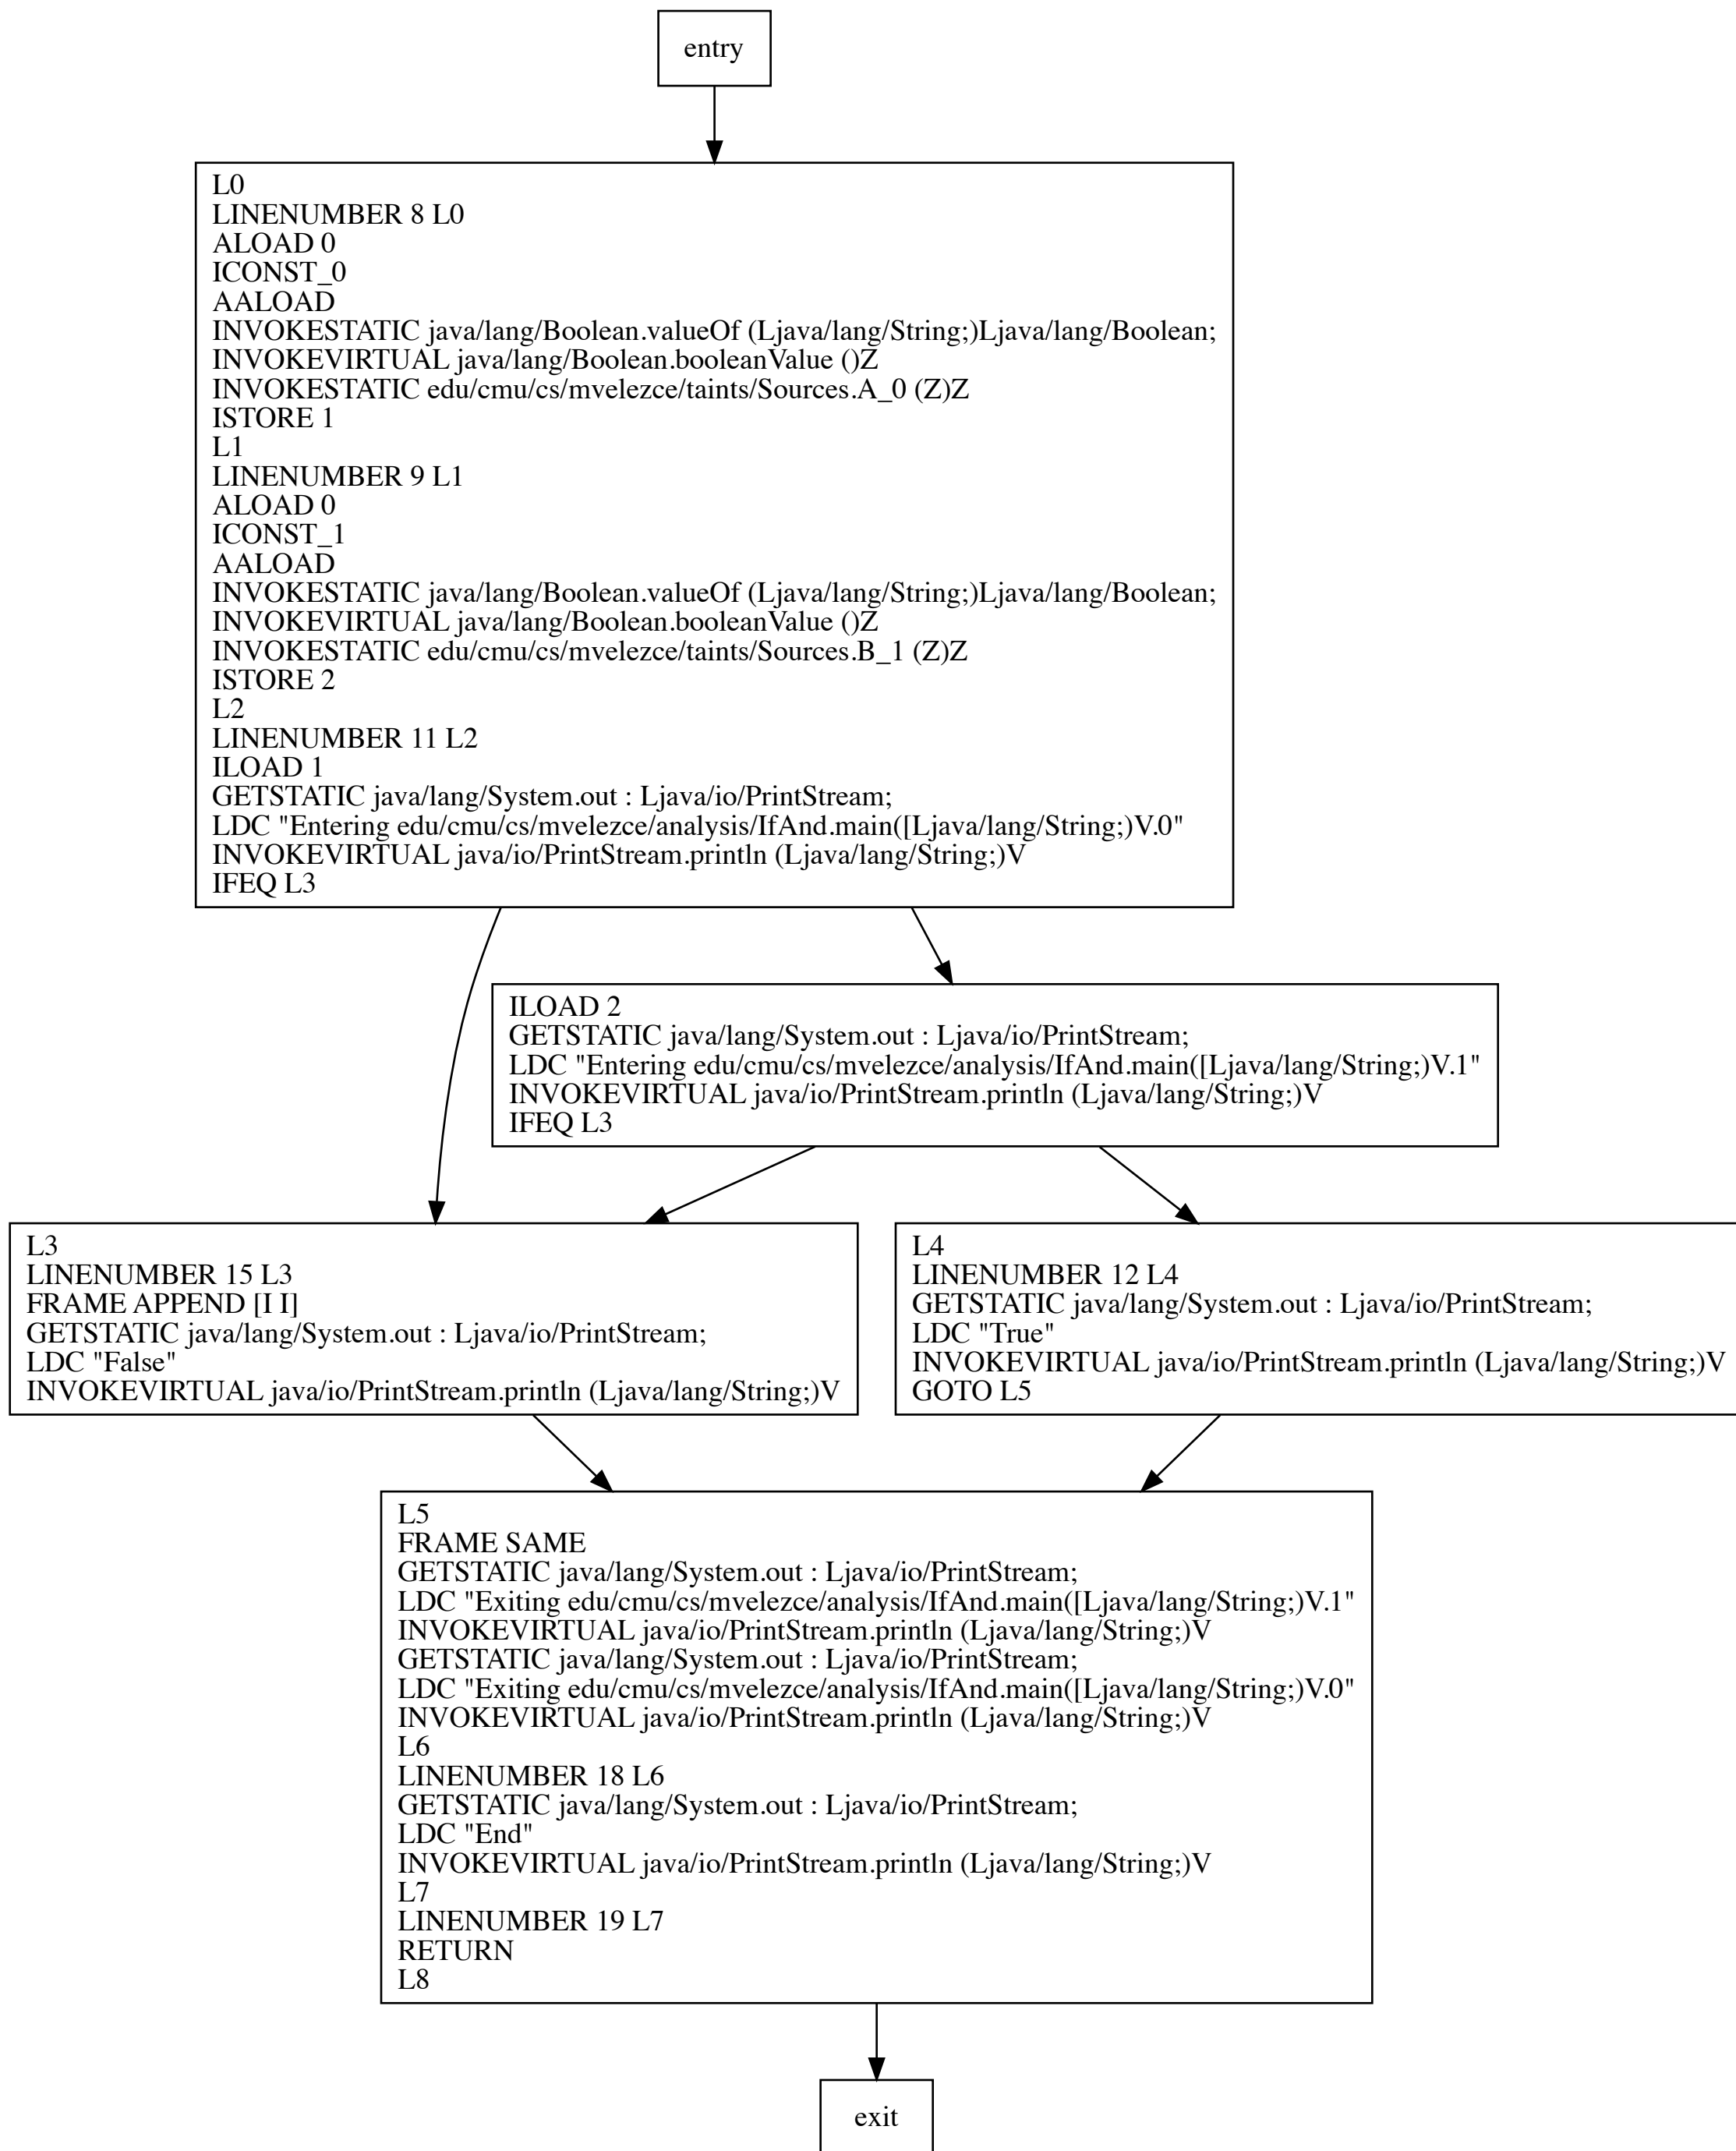 entry
L0
LINENUMBER 8 L0
ALOAD 0
ICONST_0
AALOAD
INVOKESTATIC java/lang/Boolean.valueOf (Ljava/lang/String;)Ljava/lang/Boolean;
INVOKEVIRTUAL java/lang/Boolean.booleanValue ()Z
INVOKESTATIC edu/cmu/cs/mvelezce/taints/Sources.A_0 (Z)Z
ISTORE 1
L1
LINENUMBER 9 L1
ALOAD 0
ICONST_1
AALOAD
INVOKESTATIC java/lang/Boolean.valueOf (Ljava/lang/String;)Ljava/lang/Boolean;
INVOKEVIRTUAL java/lang/Boolean.booleanValue ()Z
INVOKESTATIC edu/cmu/cs/mvelezce/taints/Sources.B_1 (Z)Z
ISTORE 2
L2
LINENUMBER 11 L2
ILOAD 1
GETSTATIC java/lang/System.out : Ljava/io/PrintStream;
LDC "Entering edu/cmu/cs/mvelezce/analysis/IfAnd.main([Ljava/lang/String;)V.0"
INVOKEVIRTUAL java/io/PrintStream.println (Ljava/lang/String;)V
IFEQ L3
ILOAD 2
GETSTATIC java/lang/System.out : Ljava/io/PrintStream;
LDC "Entering edu/cmu/cs/mvelezce/analysis/IfAnd.main([Ljava/lang/String;)V.1"
INVOKEVIRTUAL java/io/PrintStream.println (Ljava/lang/String;)V
IFEQ L3
L3
LINENUMBER 15 L3
FRAME APPEND [I I]
GETSTATIC java/lang/System.out : Ljava/io/PrintStream;
LDC "False"
INVOKEVIRTUAL java/io/PrintStream.println (Ljava/lang/String;)V
L4
LINENUMBER 12 L4
GETSTATIC java/lang/System.out : Ljava/io/PrintStream;
LDC "True"
INVOKEVIRTUAL java/io/PrintStream.println (Ljava/lang/String;)V
GOTO L5
L5
FRAME SAME
GETSTATIC java/lang/System.out : Ljava/io/PrintStream;
LDC "Exiting edu/cmu/cs/mvelezce/analysis/IfAnd.main([Ljava/lang/String;)V.1"
INVOKEVIRTUAL java/io/PrintStream.println (Ljava/lang/String;)V
GETSTATIC java/lang/System.out : Ljava/io/PrintStream;
LDC "Exiting edu/cmu/cs/mvelezce/analysis/IfAnd.main([Ljava/lang/String;)V.0"
INVOKEVIRTUAL java/io/PrintStream.println (Ljava/lang/String;)V
L6
LINENUMBER 18 L6
GETSTATIC java/lang/System.out : Ljava/io/PrintStream;
LDC "End"
INVOKEVIRTUAL java/io/PrintStream.println (Ljava/lang/String;)V
L7
LINENUMBER 19 L7
RETURN
L8
exit